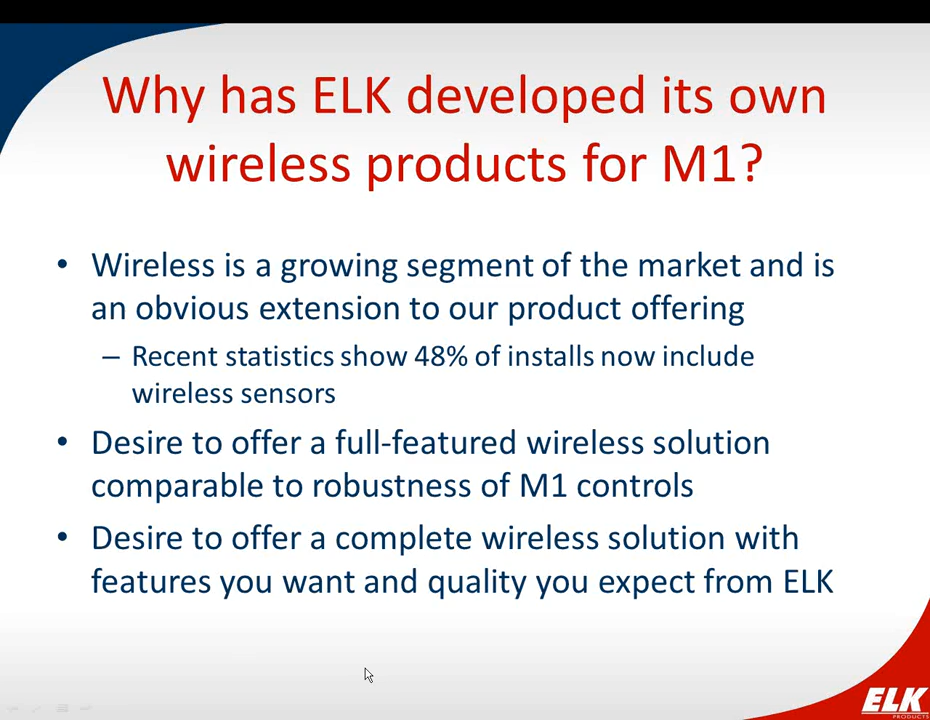 Why has ELK developed its own
wireless products for M1?
• Wireless is a growing segment of the market and is
an obvious extension to our product offering
– Recent statistics show 48% of installs now include
wireless sensors
• Desire to offer a full-featured wireless solution
comparable to robustness of M1 controls
• Desire to offer a complete wireless solution with
features you want and quality you expect from ELK
ELK
PRODUCTS